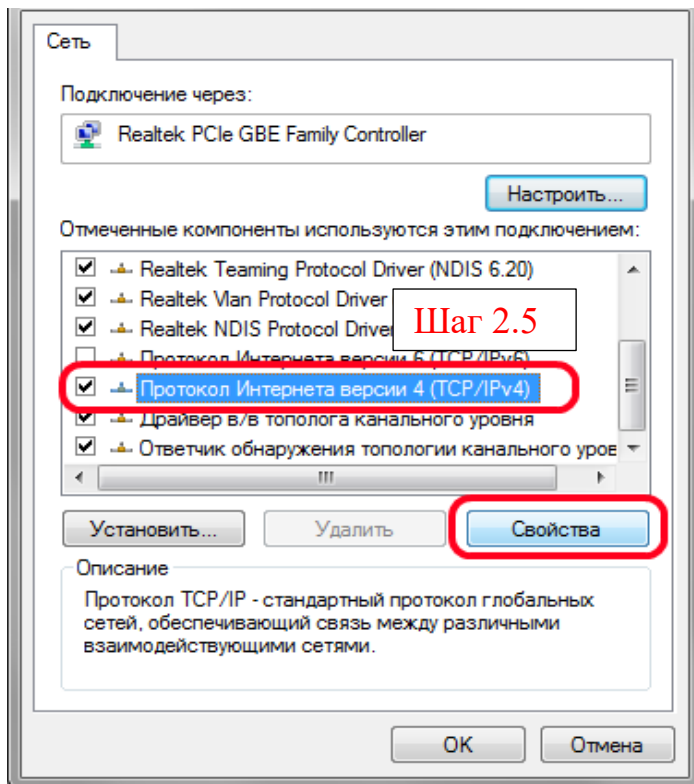 Сеть
Подключение через:
Realtek PCIe GBE Family Controller
Настроить...
Отмеченные компоненты используются этим подключением:
Realtek Teaming Protocol Driver (NDIS 6.20)
Realtek Vlan Protocol Driver
Realtek NDIS Protocol Driver
Шаг 2.5
Протокол Интернета версии 6 (TCP/IPv6)
Протокол Интернета версии 4 (TCP/IPv4)
Драйвер в/в тополога канального уровня
Ответчик обнаружения топологии канального уров
Установить...
Удалить
Свойства
Описание
Протокол TCP/IP - стандартный протокол глобальных
сетей, обеспечивающий связь между различными
взаимодействующими сетями.
OK
Отмена